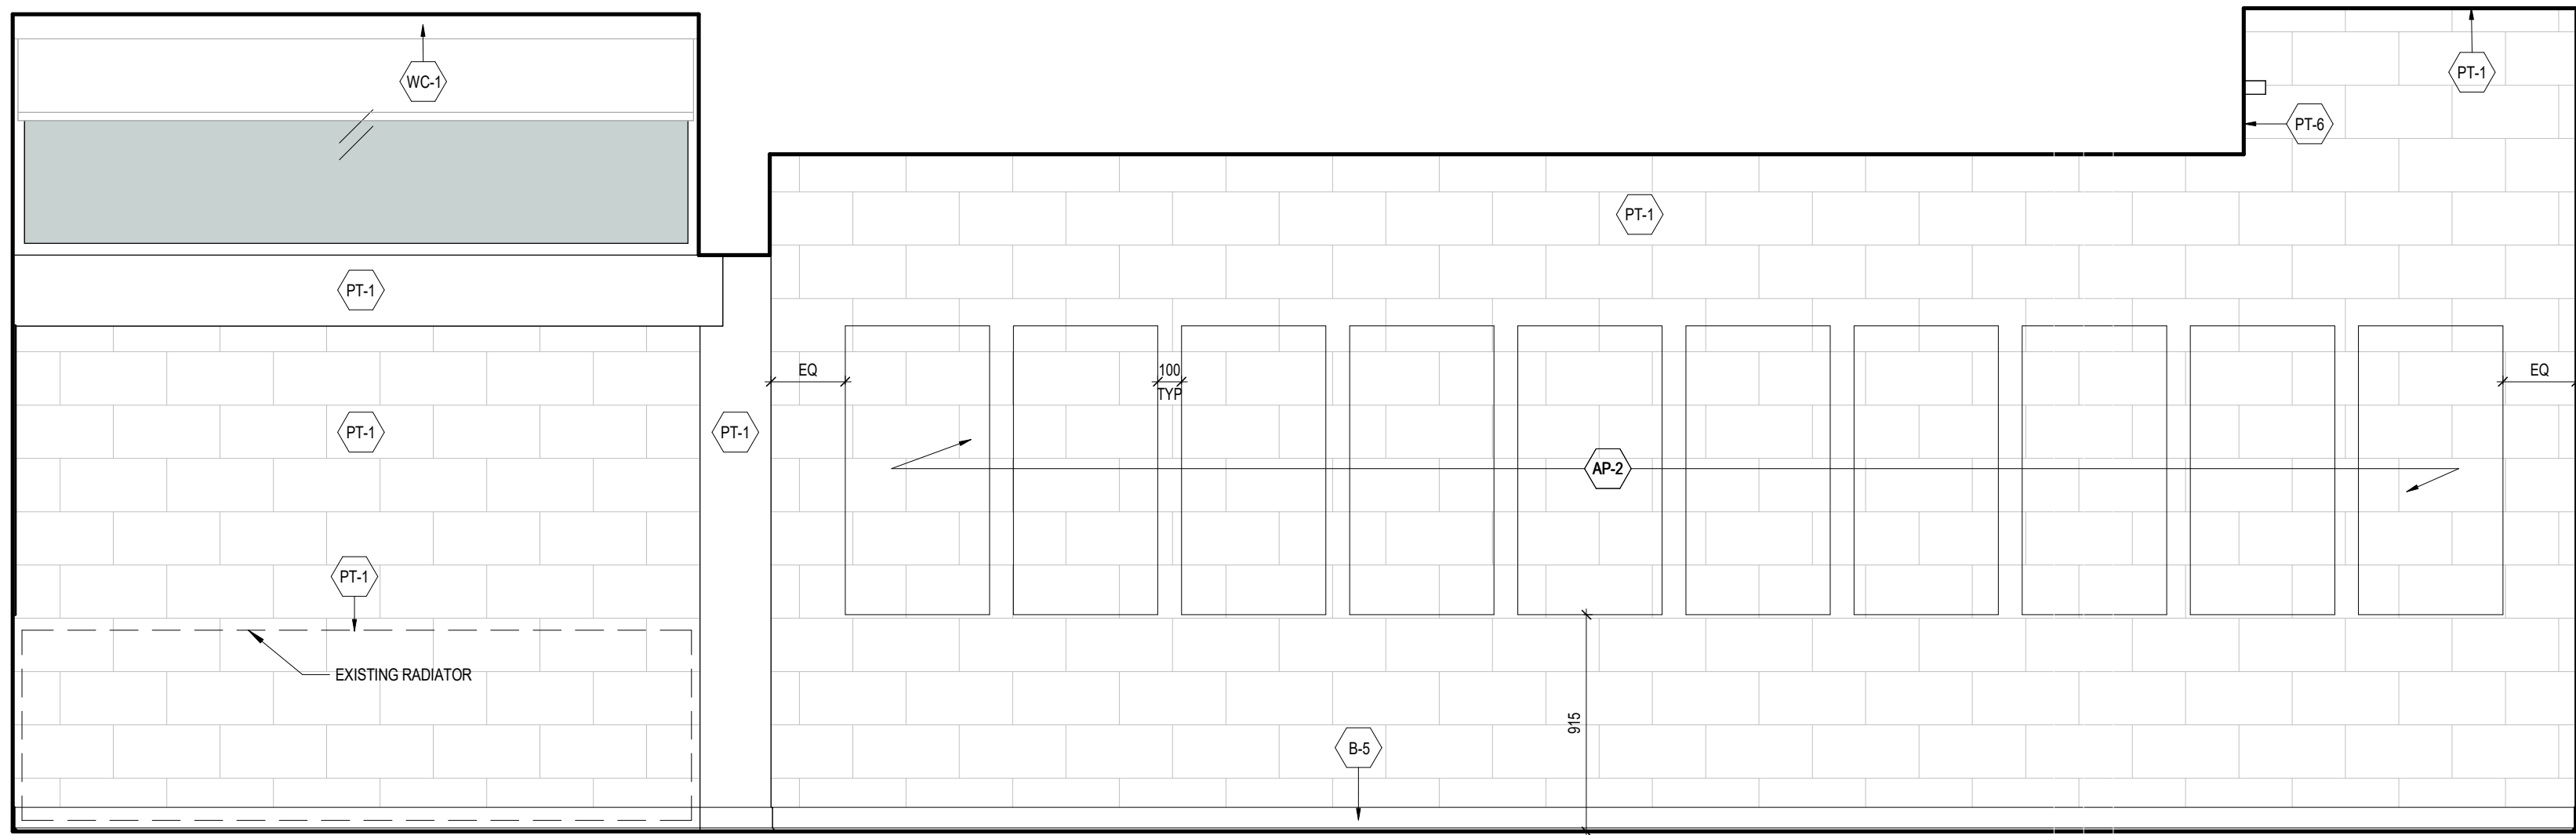 WC-1
PT-1
PT-6
PT-1
PT-1
EQ
100
TYP
EQ
PT-1
PT-1
AP-2
PT-1
EXISTING RADIATOR
915
B-5